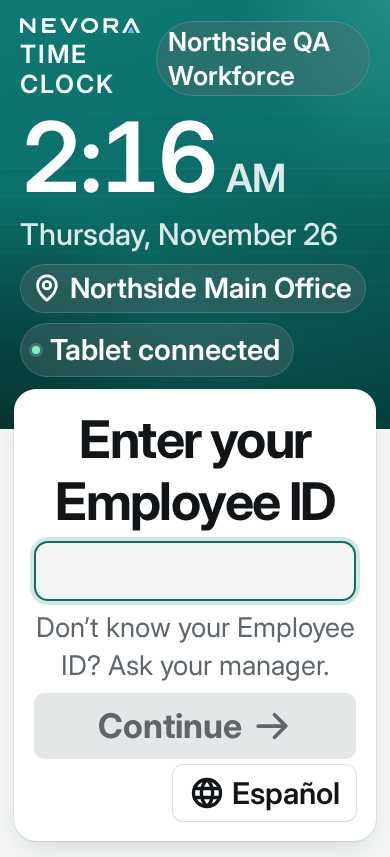 NEVORA
TIME
CLOCK
Northside QA
Workforce
2:16 AM
Thursday, November 26
Northside Main Office
Tablet connected
Enter your
Employee ID
Don’t know your Employee
ID? Ask your manager.
Continue →
Español